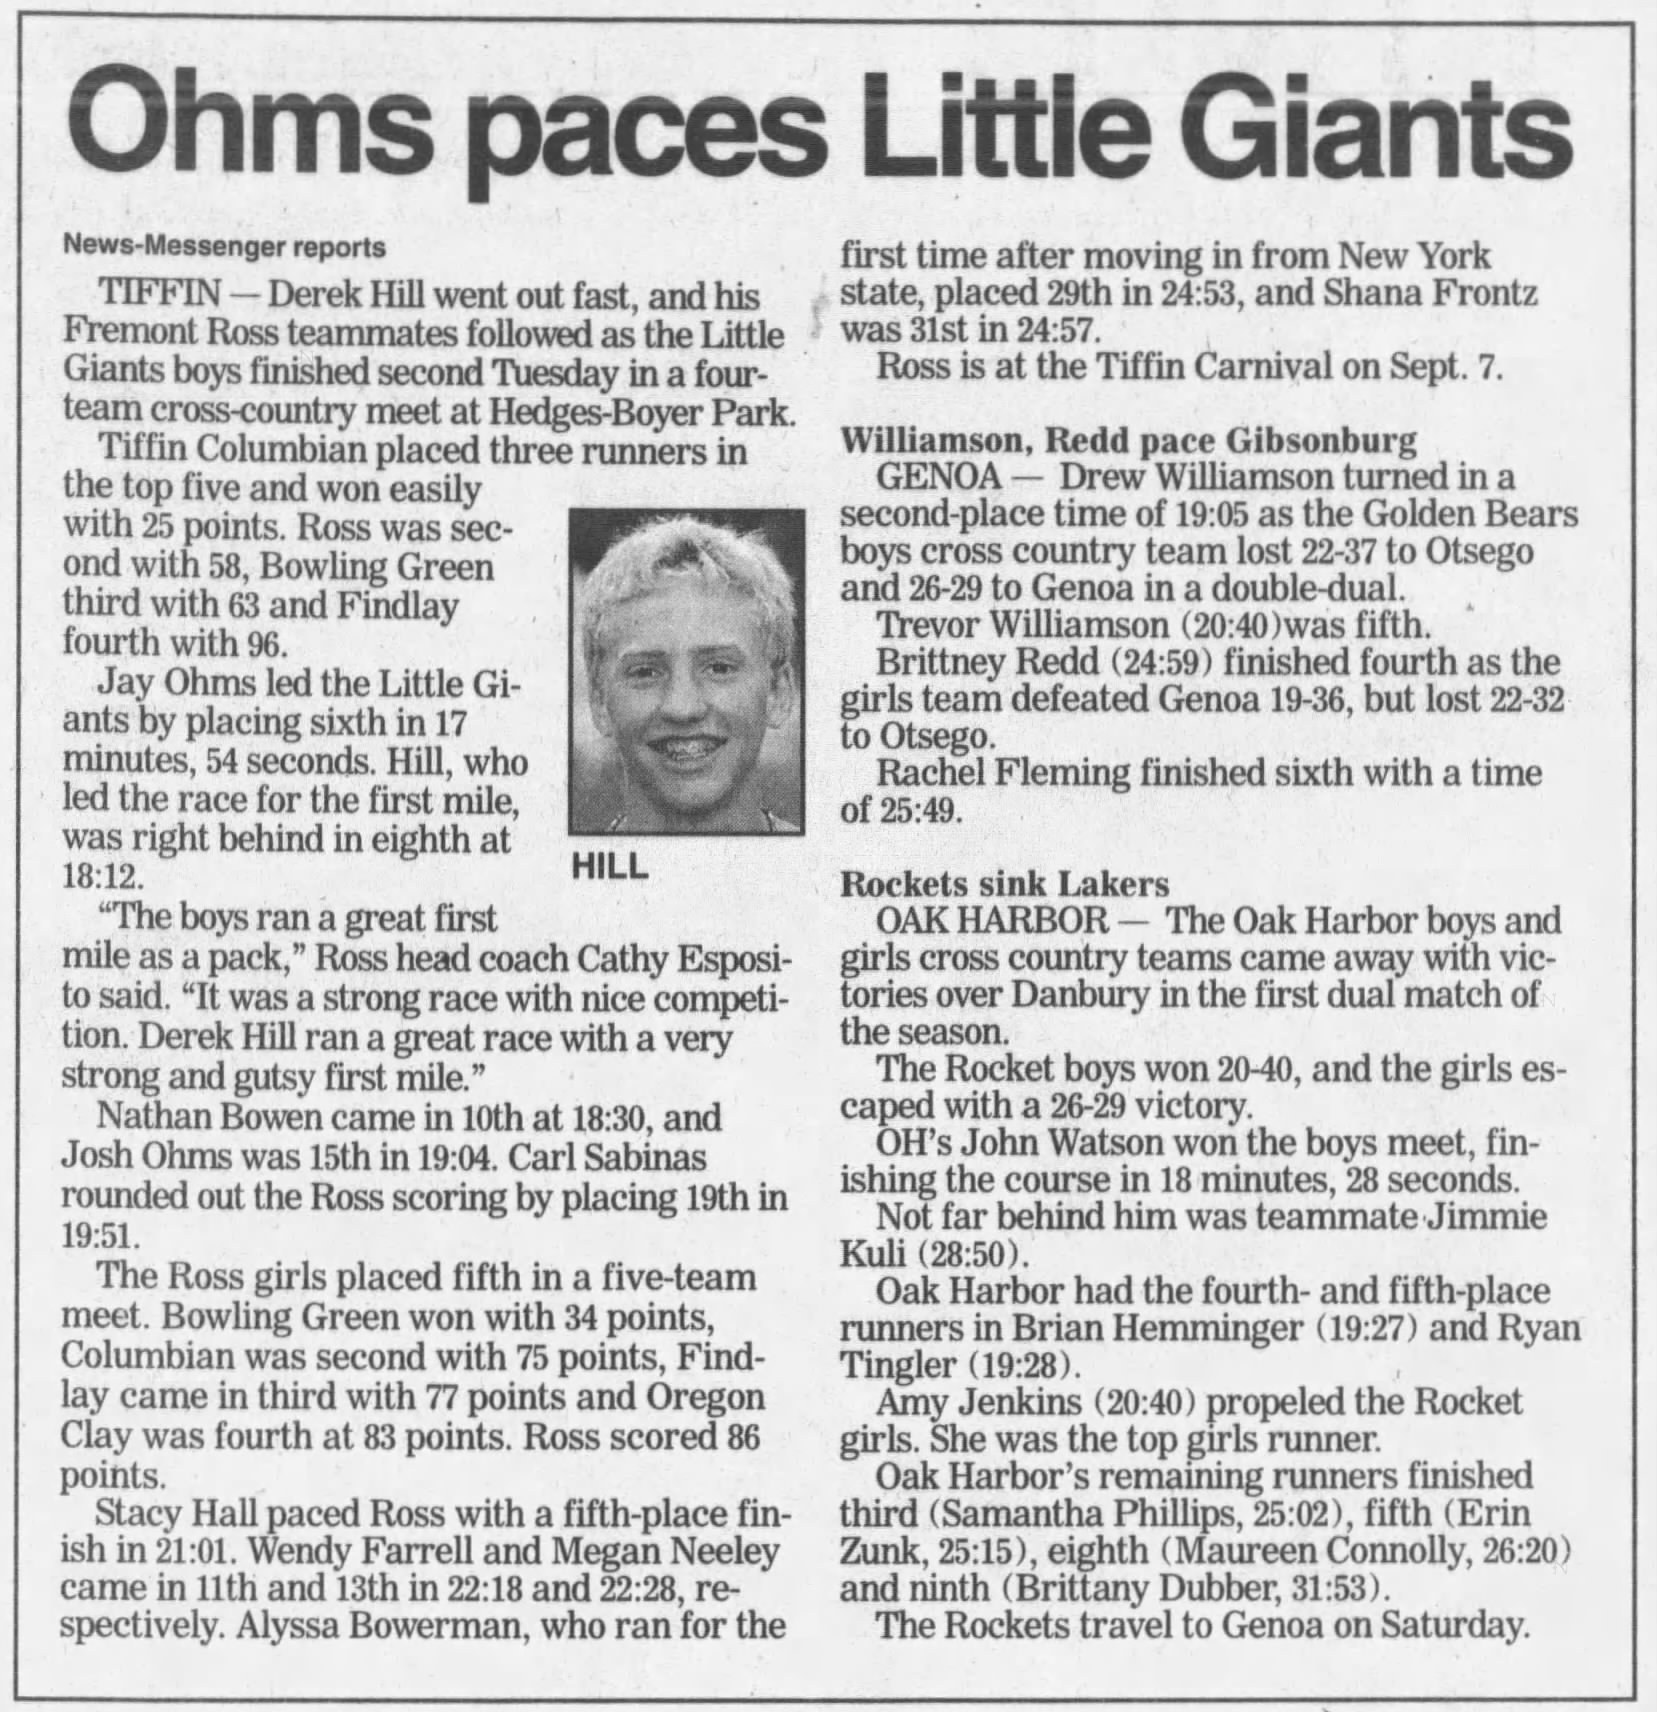 Ohms paces Little Giants
News-Messenger reports
TIFFIN — Derek Hill went out fast, and his
Fremont Ross teammates followed as the Little
Giants boys finished second Tuesday in a four-
team cross-country meet at Hedges-Boyer Park.
Tiffin Columbian placed three runners in
the top five and won easily
with 25 points. Ross was sec-
ond with 58, Bowling Green
third with 63 and Findlay
fourth with 96.
Jay Ohms led the Little Gi-
ants by placing sixth in 17
minutes, 54 seconds. Hill, who
led the race for the first mile,
was right behind in eighth at
18:12.
HILL
“The boys ran a great first
mile as a pack,” Ross head coach Cathy Esposi-
to said. “It was a strong race with nice competi-
tion. Derek Hill ran a great race with a very
strong and gutsy first mile.”
Nathan Bowen came in 10th at 18:30, and
Josh Ohms was 15th in 19:04. Carl Sabinas
rounded out the Ross scoring by placing 19th in
19:51.
The Ross girls placed fifth in a five-team
meet. Bowling Green won with 34 points,
Columbian was second with 75 points, Find-
lay came in third with 77 points and Oregon
Clay was fourth at 83 points. Ross scored 86
points.
Stacy Hall paced Ross with a fifth-place fin-
ish in 21:01. Wendy Farrell and Megan Neeley
came in 11th and 13th in 22:18 and 22:28, re-
spectively. Alyssa Bowerman, who ran for the
first time after moving in from New York
state, placed 29th in 24:53, and Shana Frontz
was 31st in 24:57.
Ross is at the Tiffin Carnival on Sept. 7.
Williamson, Redd pace Gibsonburg
GENOA — Drew Williamson turned in a
second-place time of 19:05 as the Golden Bears
boys cross country team lost 22-37 to Otsego
and 26-29 to Genoa in a double-dual.
Trevor Williamson (20:40)was fifth.
Brittney Redd (24:59) finished fourth as the
girls team defeated Genoa 19-36, but lost 22-32
to Otsego.
Rachel Fleming finished sixth with a time
of 25:49.
Rockets sink Lakers
OAK HARBOR — The Oak Harbor boys and
girls cross country teams came away with vic-
tories over Danbury in the first dual match of
the season.
The Rocket boys won 20-40, and the girls es-
caped with a 26-29 victory.
OH’s John Watson won the boys meet, fin-
ishing the course in 18 minutes, 28 seconds.
Not far behind him was teammate Jimmie
Kuli (28:50).
Oak Harbor had the fourth- and fifth-place
runners in Brian Hemminger (19:27) and Ryan
Tingler (19:28).
Amy Jenkins (20:40) propeled the Rocket
girls. She was the top girls runner.
Oak Harbor’s remaining runners finished
third (Samantha Phillips, 25:02), fifth (Erin
Zunk, 25:15), eighth (Maureen Connolly, 26:20)
and ninth (Brittany Dubber, 31:53).
The Rockets travel to Genoa on Saturday.